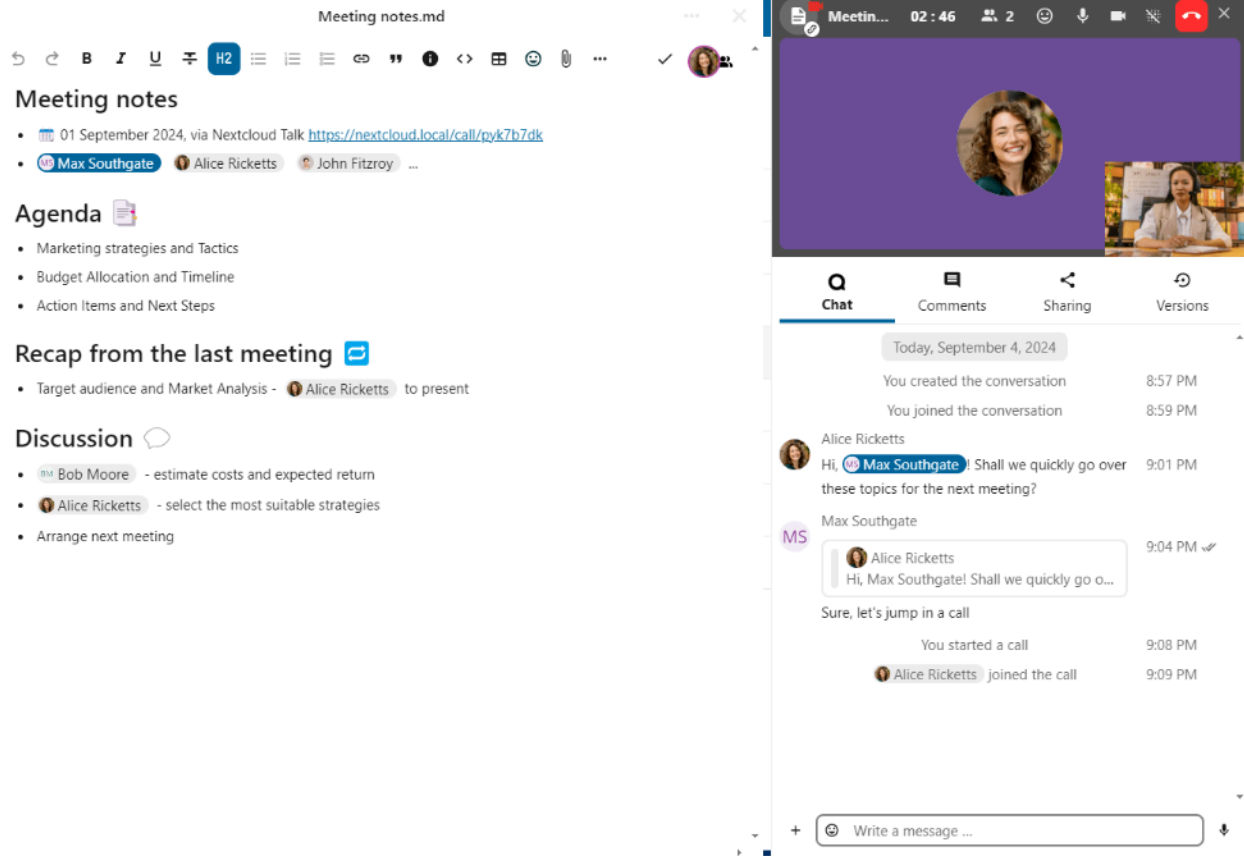 Meeting notes.md
B I U H2
Meeting notes
01 September 2024, via Nextcloud Talk https://nextcloud.local/call/pyk7b7dk
MS Max Southgate Alice Ricketts John Fitzroy ...
Agenda
Marketing strategies and Tactics
Budget Allocation and Timeline
Action Items and Next Steps
Recap from the last meeting
Target audience and Market Analysis - Alice Ricketts to present
Discussion
BM Bob Moore - estimate costs and expected return
Alice Ricketts - select the most suitable strategies
Arrange next meeting
Meetin... 02 : 46 2
Chat Comments Sharing Versions
Today, September 4, 2024
You created the conversation 8:57 PM
You joined the conversation 8:59 PM
Alice Ricketts
Hi, MS Max Southgate! Shall we quickly go over 9:01 PM
these topics for the next meeting?
Max Southgate
MS
Alice Ricketts 9:04 PM
Hi, Max Southgate! Shall we quickly go o...
Sure, let's jump in a call
You started a call 9:08 PM
Alice Ricketts joined the call 9:09 PM
Write a message ...